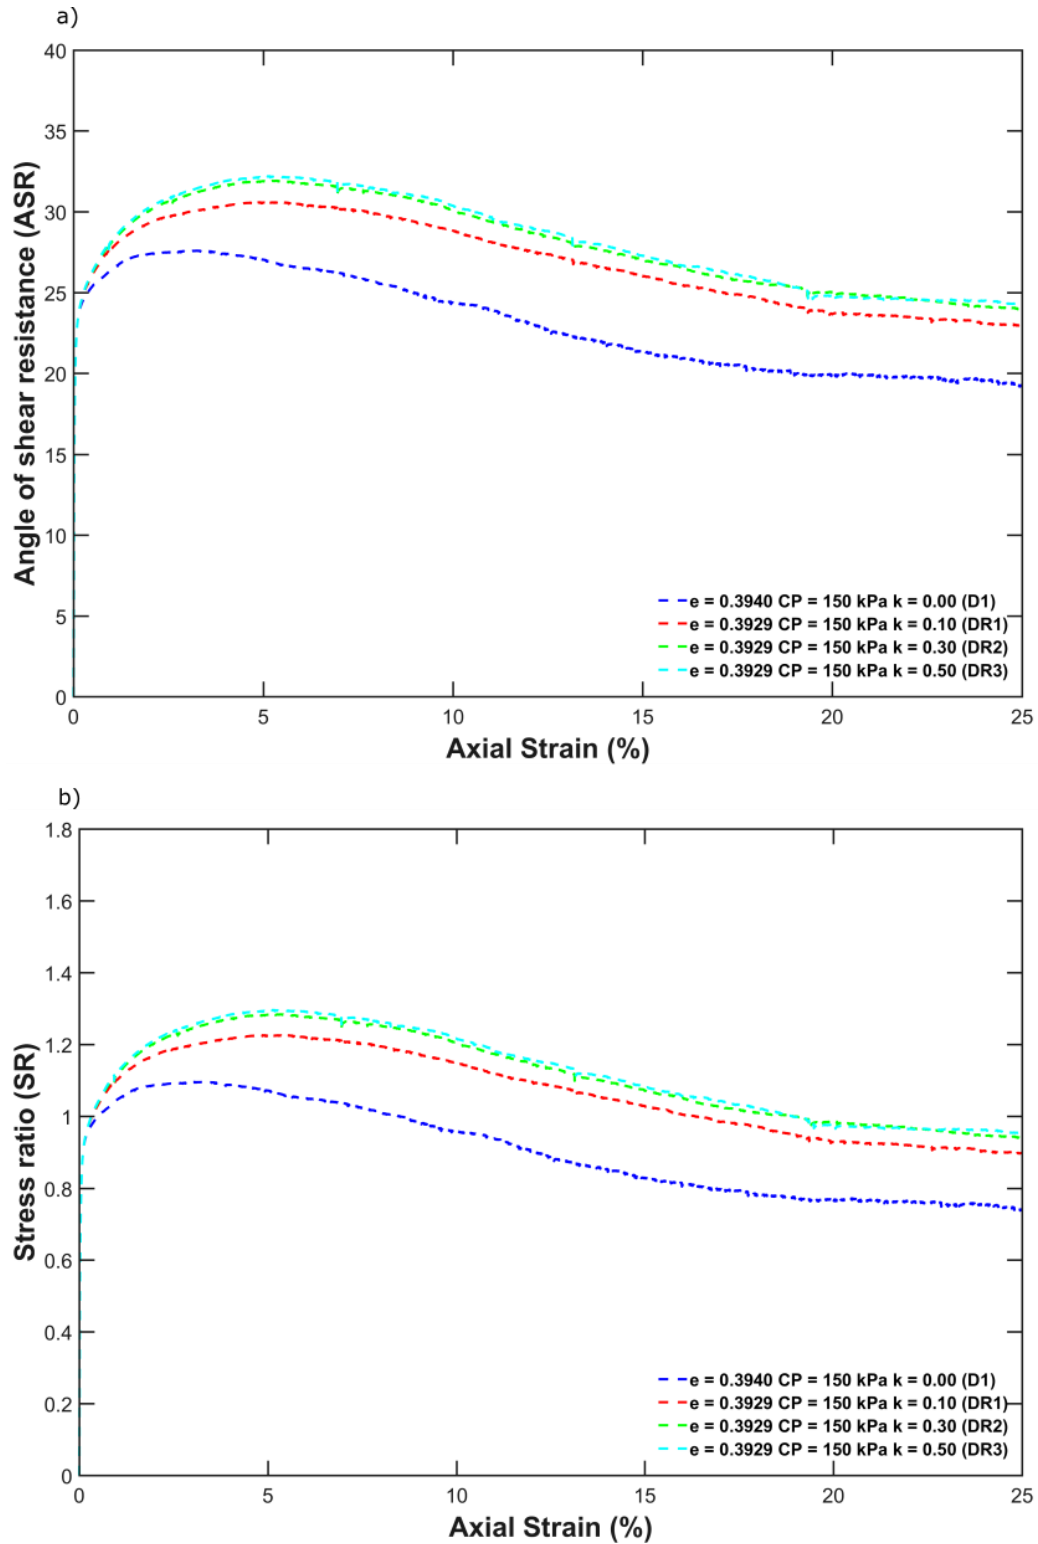 a)
40
35
30
25
20
15
10
5
0
Angle of shear resistance (ASR)
e = 0.3940 CP = 150 kPa k = 0.00 (D1)
e = 0.3929 CP = 150 kPa k = 0.10 (DR1)
e = 0.3929 CP = 150 kPa k = 0.30 (DR2)
e = 0.3929 CP = 150 kPa k = 0.50 (DR3)
0 5 10 15 20 25
Axial Strain (%)
b)
1.8
1.6
1.4
1.2
1
0.8
0.6
0.4
0.2
0
Stress ratio (SR)
e = 0.3940 CP = 150 kPa k = 0.00 (D1)
e = 0.3929 CP = 150 kPa k = 0.10 (DR1)
e = 0.3929 CP = 150 kPa k = 0.30 (DR2)
e = 0.3929 CP = 150 kPa k = 0.50 (DR3)
0 5 10 15 20 25
Axial Strain (%)